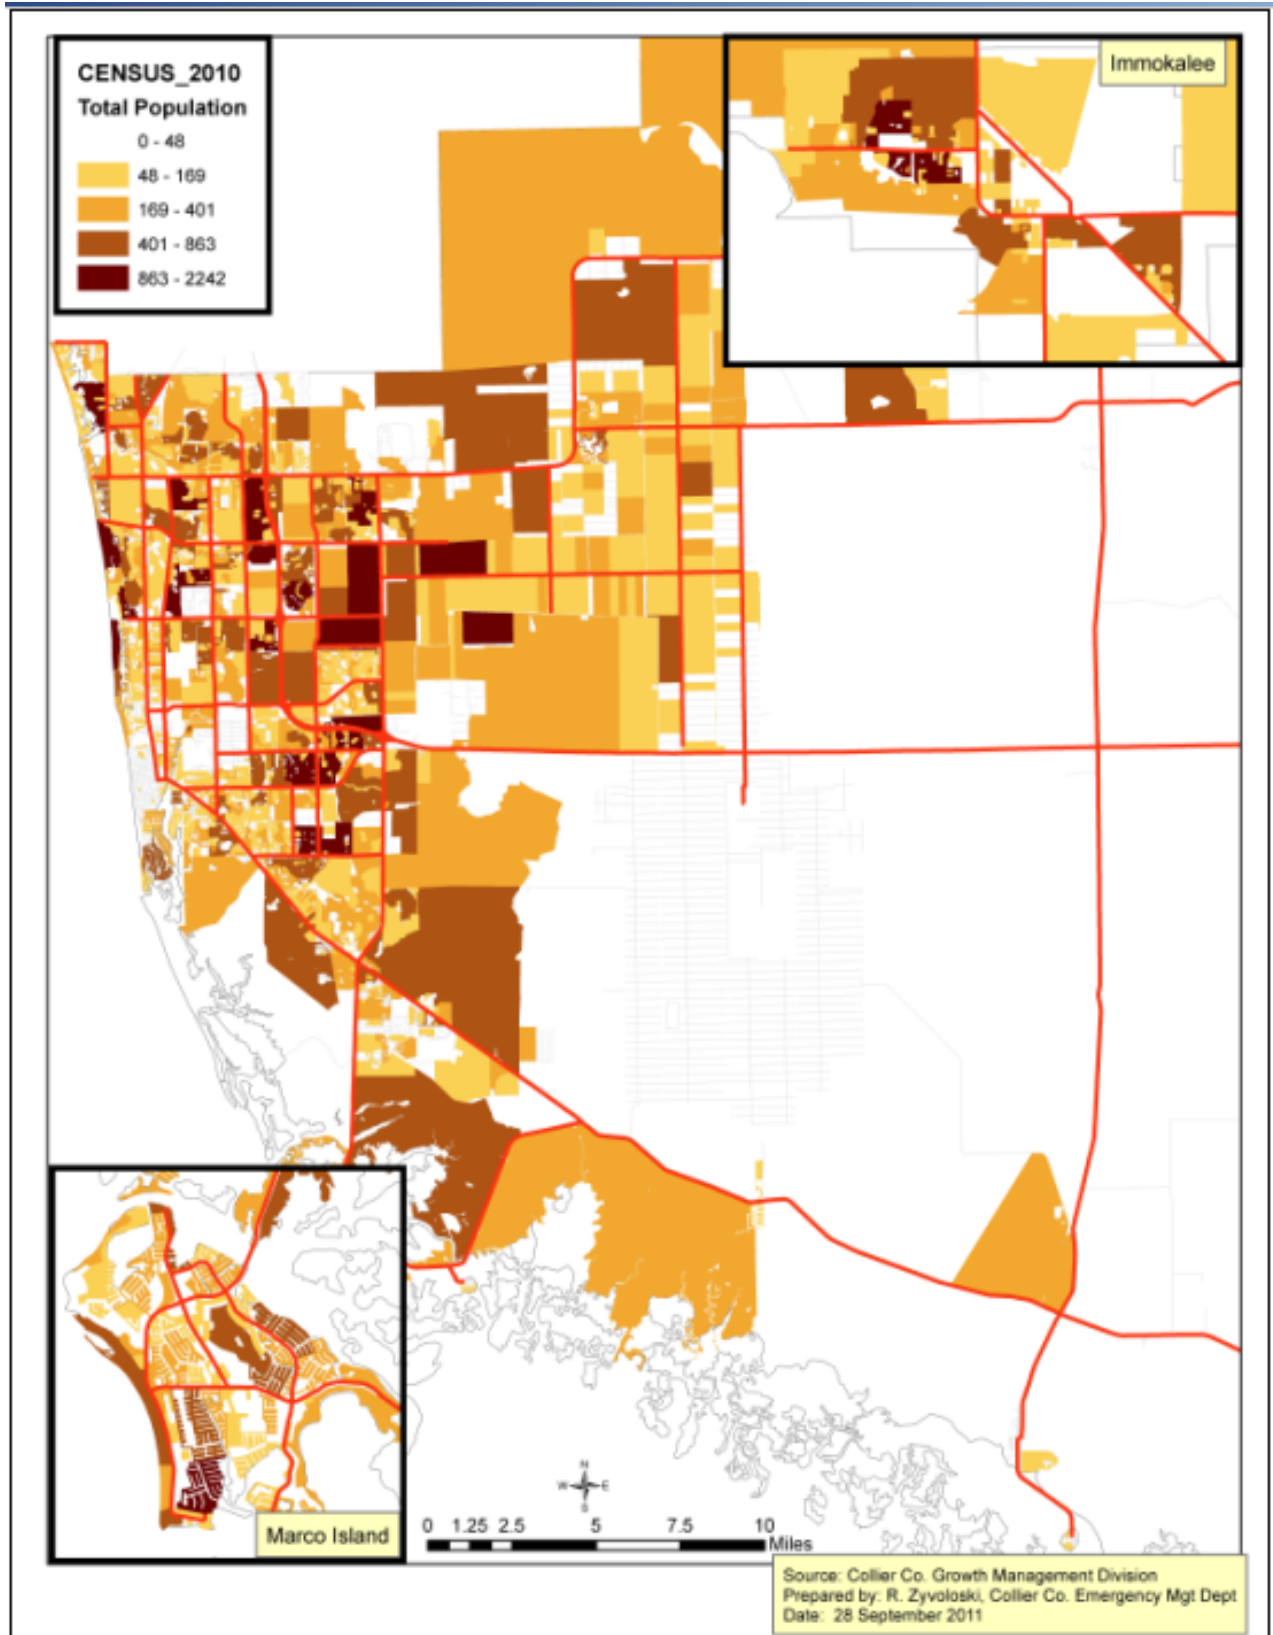 CENSUS_2010
Total Population
0 - 48
48 - 169
169 - 401
401 - 863
863 - 2242
Immokalee
Marco Island
N
W E
S
0 1.25 2.5 5 7.5 10
Miles
Source: Collier Co. Growth Management Division
Prepared by: R. Zyvoloski, Collier Co. Emergency Mgt Dept
Date: 28 September 2011